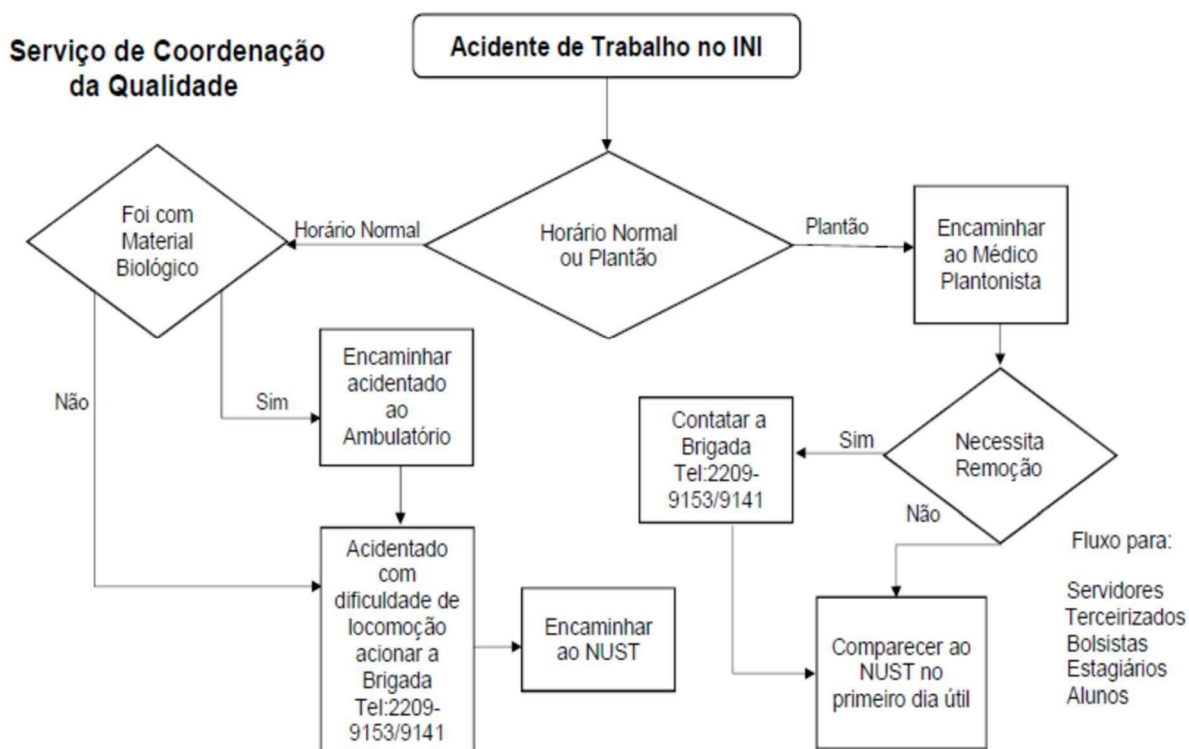 Serviço de Coordenação
da Qualidade
Acidente de Trabalho no INI
Foi com
Material
Biológico
Horário Normal
Horário Normal
ou Plantão
Plantão
Encaminhar
ao Médico
Plantonista
Não
Sim
Encaminhar
acidentado
ao
Ambulatório
Contatar a
Brigada
Tel:2209-
9153/9141
Sim
Necessita
Remoção
Não
Acidentado
com
dificuldade de
locomoção
acionar a
Brigada
Tel:2209-
9153/9141
Encaminhar
ao NUST
Comparecer ao
NUST no
primeiro dia útil
Fluxo para:
Servidores
Terceirizados
Bolsistas
Estagiários
Alunos